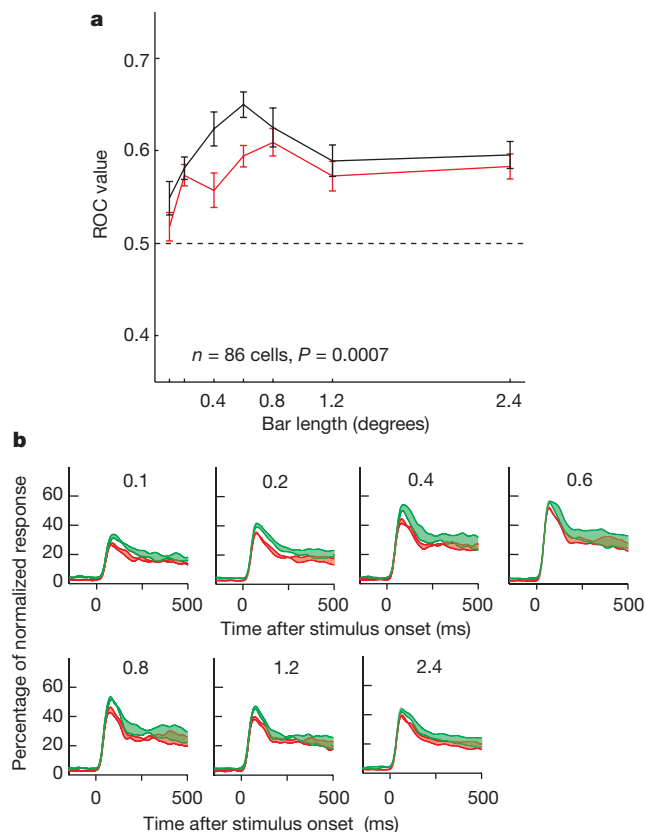 a
0.7
0.6
0.5
0.4
ROC value
n = 86 cells, P = 0.0007
0.4 0.8 1.2 2.4
Bar length (degrees)
b
Percentage of normalized response
0.1 0.2 0.4 0.6
60
40
20
0
0 500 0 500 0 500 0 500
Time after stimulus onset (ms)
0.8 1.2 2.4
60
40
20
0
0 500 0 500 0 500
Time after stimulus onset (ms)